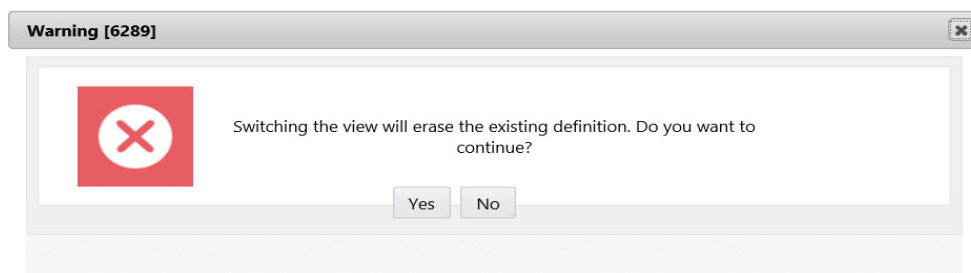 Warning [6289]
Switching the view will erase the existing definition. Do you want to
continue?
Yes No